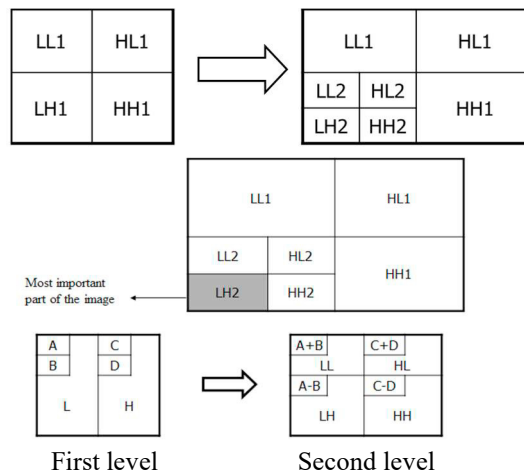 LL1 HL1 LL1 HL1
LL2 HL2
LH1 HH1 HH1
LH2 HH2
LL1 HL1
LL2 HL2
HH1
Most important
part of the image
LH2 HH2
A C A+B C+D
B D LL HL
A-B C-D
L H LH HH
First level Second level